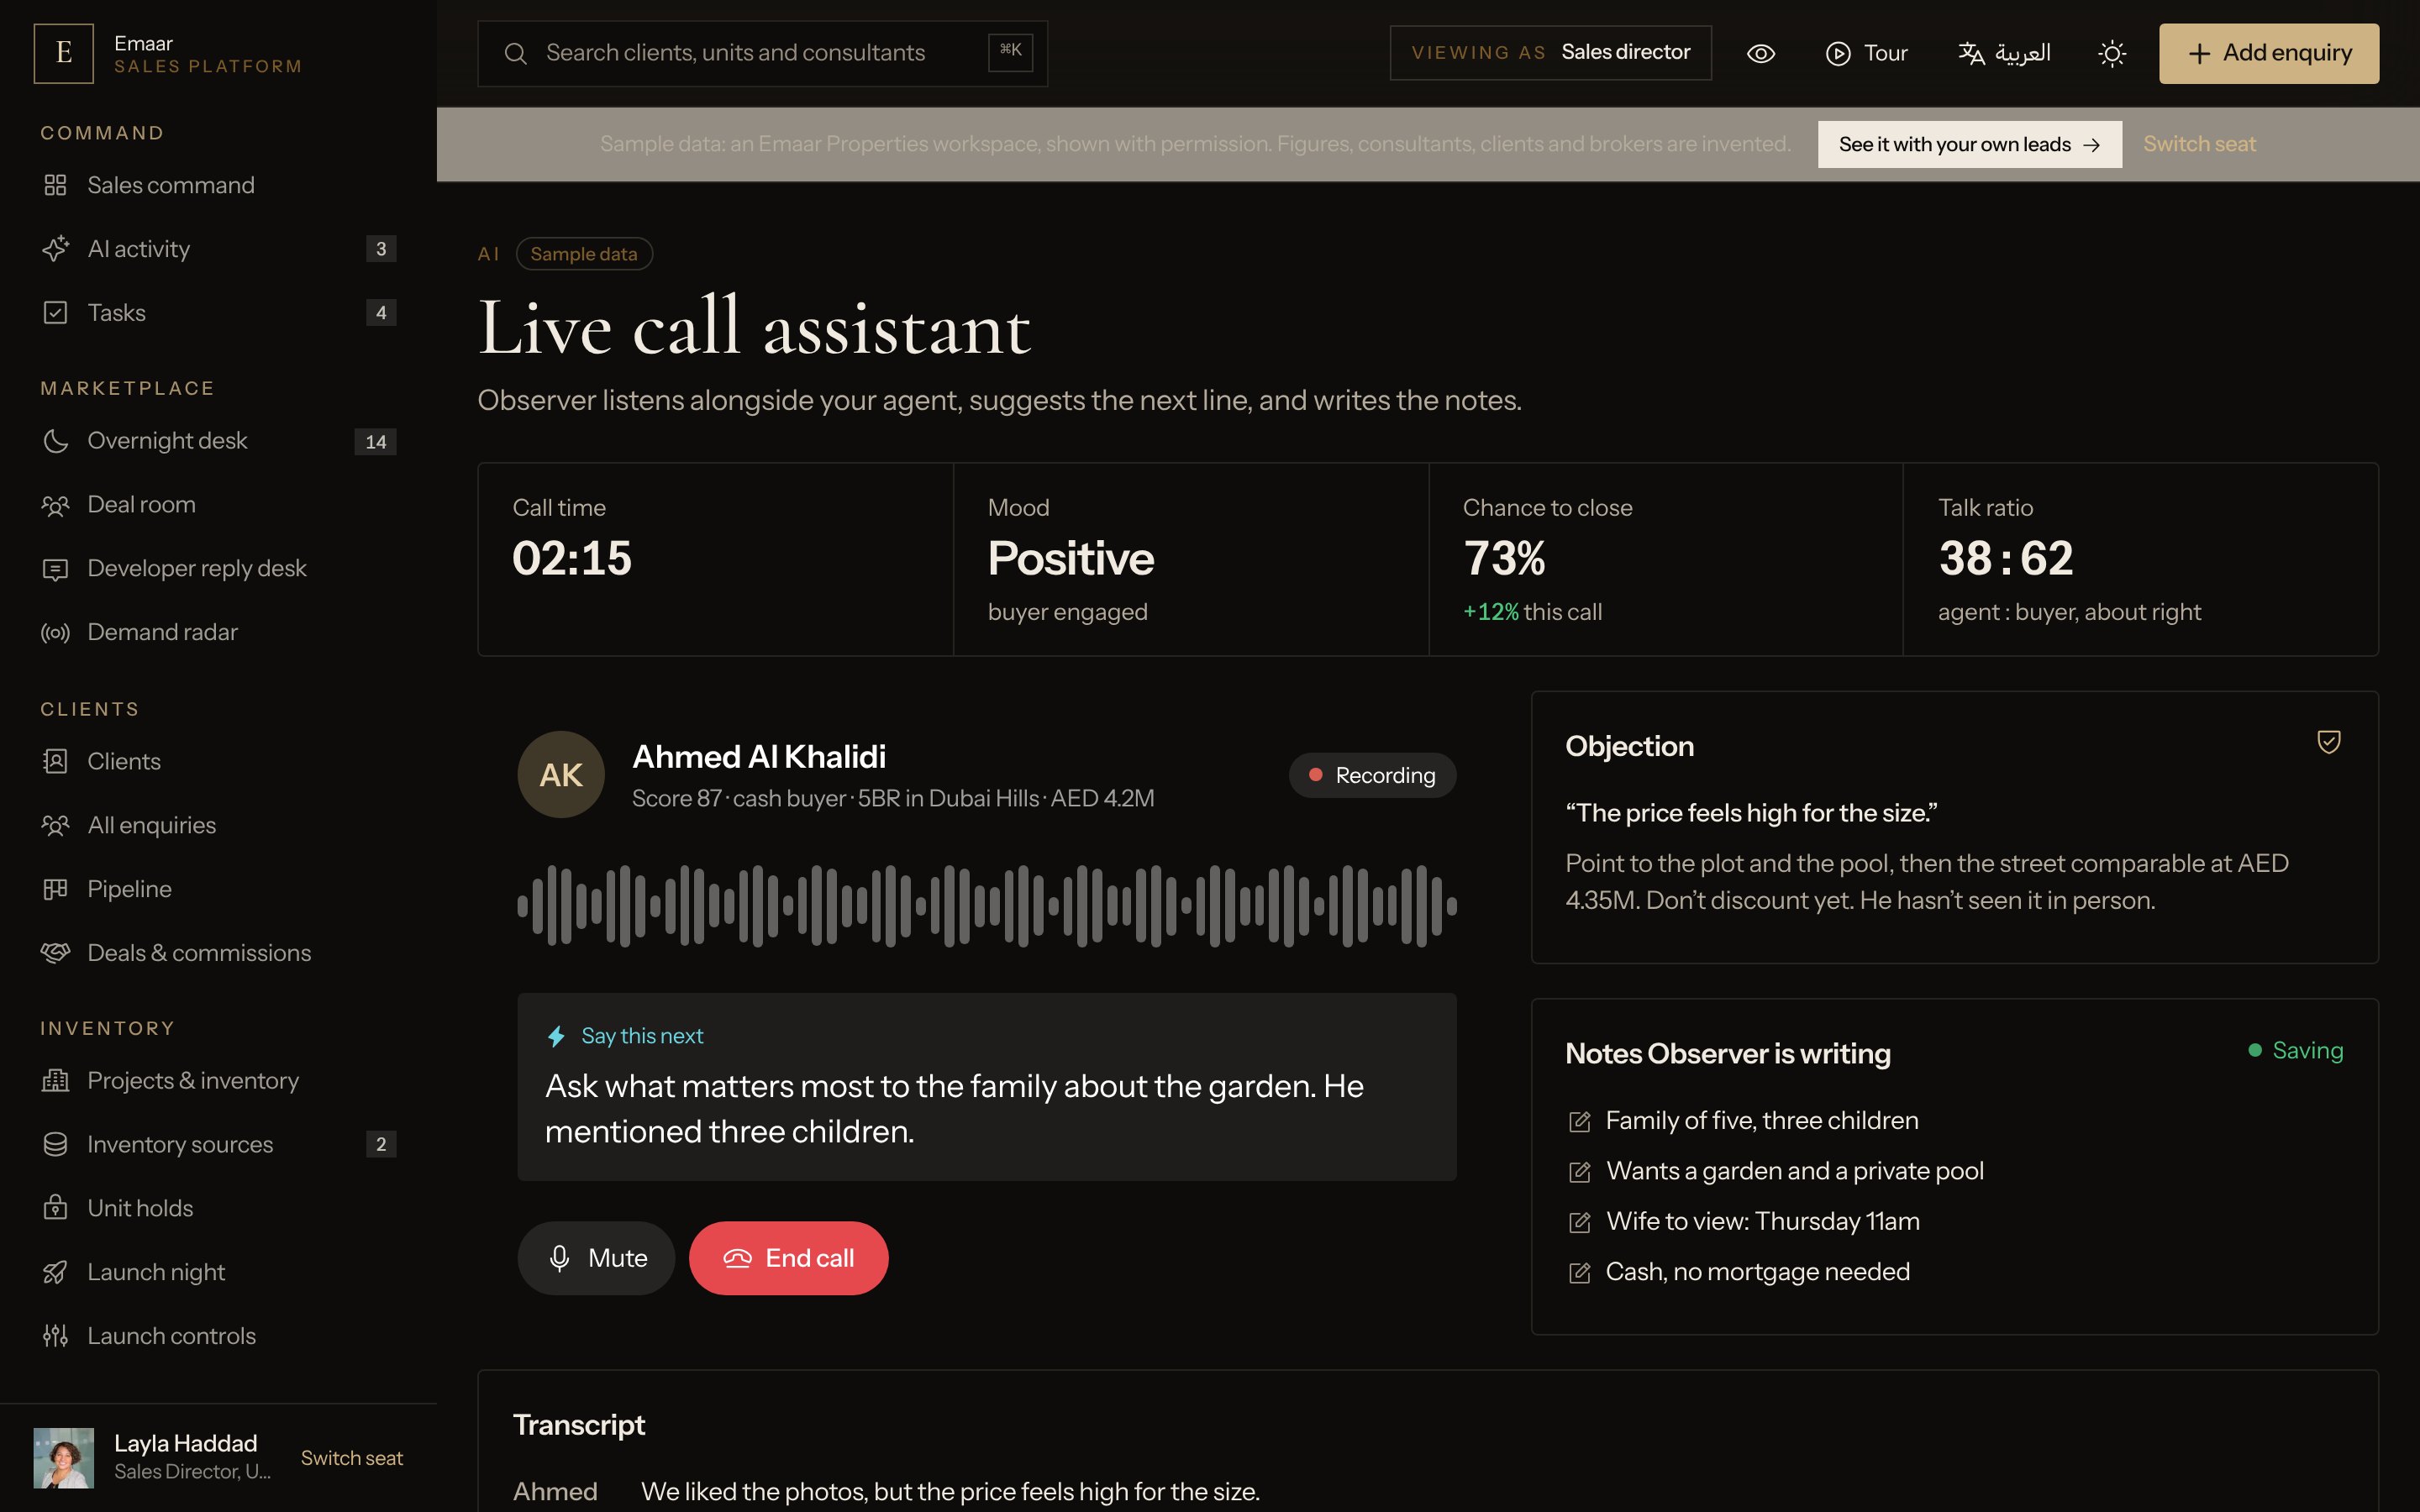 E
Emaar
SALES PLATFORM
COMMAND
Sales command
AI activity 3
Tasks 4
MARKETPLACE
Overnight desk 14
Deal room
Developer reply desk
Demand radar
CLIENTS
Clients
All enquiries
Pipeline
Deals & commissions
INVENTORY
Projects & inventory
Inventory sources 2
Unit holds
Launch night
Launch controls
Layla Haddad
Sales Director, U...
Switch seat
Search clients, units and consultants ⌘K
VIEWING AS Sales director
Tour
العربية
Add enquiry
Sample data: an Emaar Properties workspace, shown with permission. Figures, consultants, clients and brokers are invented. See it with your own leads → Switch seat
AI Sample data
Live call assistant
Observer listens alongside your agent, suggests the next line, and writes the notes.
Call time
02:15
Mood
Positive
buyer engaged
Chance to close
73%
+12% this call
Talk ratio
38 : 62
agent : buyer, about right
AK
Ahmed Al Khalidi
Score 87 · cash buyer · 5BR in Dubai Hills · AED 4.2M
Recording
Say this next
Ask what matters most to the family about the garden. He
mentioned three children.
Mute
End call
Objection
“The price feels high for the size.”
Point to the plot and the pool, then the street comparable at AED
4.35M. Don’t discount yet. He hasn’t seen it in person.
Notes Observer is writing
Saving
Family of five, three children
Wants a garden and a private pool
Wife to view: Thursday 11am
Cash, no mortgage needed
Transcript
Ahmed We liked the photos, but the price feels high for the size.